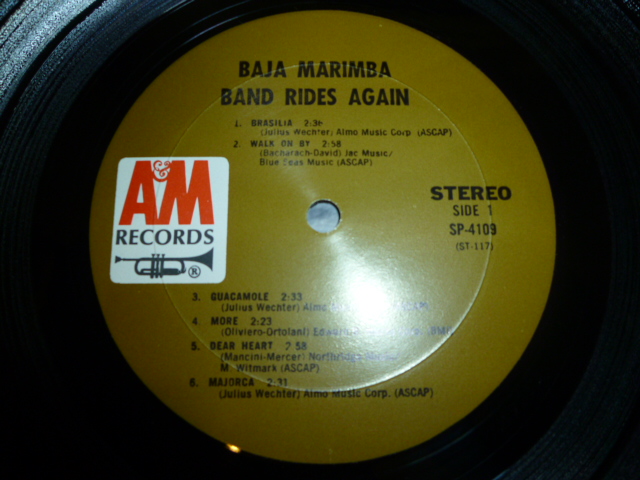 BAJA MARIMBA
BAND RIDES AGAIN
1. BRASILIA 2:36
(Julius Wechter) Almo Music Corp (ASCAP)
2. WALK ON BY 2:58
(Bacharach-David) Jac Music/
Blue Seas Music (ASCAP)
A&M
RECORDS
®
STEREO
SIDE 1
SP-4109
(ST-117)
3. GUACAMOLE 2:33
(Julius Wechter) Almo ASCAP)
4. MORE 2:23
(Oliviero-Ortolani)
5. DEAR HEART 2:58
(Mancini-Mercer) Northridge
M. Witmark (ASCAP)
6. MAJORCA 2:31
(Julius Wechter) Almo Music Corp. (ASCAP)